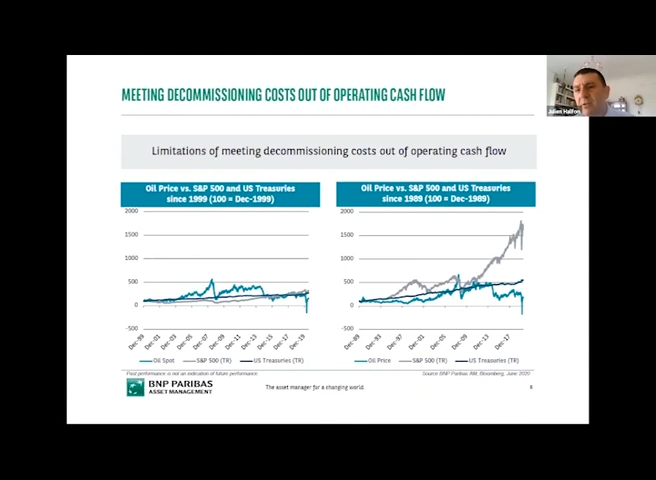 MEETING DECOMMISSIONING COSTS OUT OF OPERATING CASH FLOW
Julien Halfon
Limitations of meeting decommissioning costs out of operating cash flow
Oil Price vs. S&P 500 and US Treasuries
since 1999 (100 = Dec-1999)
2000
1500
1000
500
0
-500
Dec-99
Dec-01
Dec-03
Dec-05
Dec-07
Dec-09
Dec-11
Dec-13
Dec-15
Dec-17
Dec-19
Oil Spot
S&P 500 (TR)
US Treasuries (TR)
Oil Price vs. S&P 500 and US Treasuries
since 1989 (100 = Dec-1989)
2000
1500
1000
500
0
-500
Dec-89
Dec-93
Dec-97
Dec-01
Dec-05
Dec-09
Dec-13
Dec-17
Oil Price
S&P 500 (TR)
US Treasuries (TR)
Past performance is not an indication of future performance
Source BNP Paribas AM, Bloomberg, June 2020
BNP PARIBAS
ASSET MANAGEMENT
The asset manager for a changing world